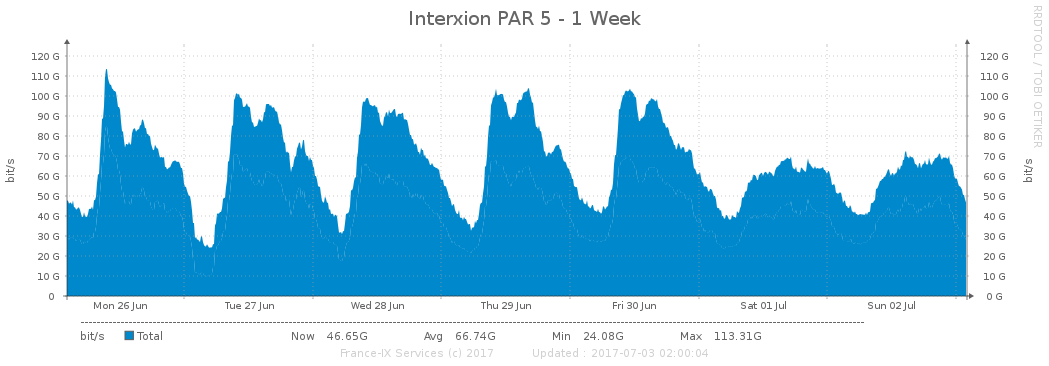 Interxion PAR 5 - 1 Week
RRDTOOL / TOBI OETIKER
bit/s
120 G 120 G
110 G 110 G
100 G 100 G
90 G 90 G
80 G 80 G
70 G 70 G
60 G 60 G
50 G 50 G
40 G 40 G
30 G 30 G
20 G 20 G
10 G 10 G
0 0 G
bit/s
Mon 26 Jun Tue 27 Jun Wed 28 Jun Thu 29 Jun Fri 30 Jun Sat 01 Jul Sun 02 Jul
bit/s Total Now 46.65G Avg 66.74G Min 24.08G Max 113.31G
France-IX Services (c) 2017 Updated : 2017-07-03 02:00:04